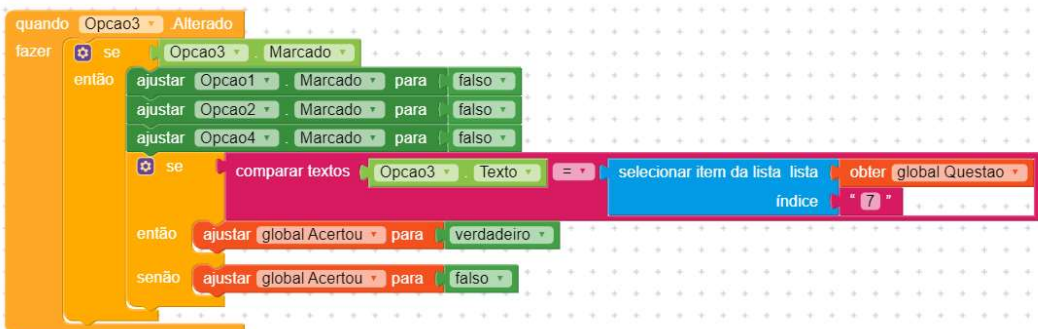 quando Opcao3 .Alterado
fazer se Opcao3 . Marcado
então ajustar Opcao1 . Marcado para falso
ajustar Opcao2 . Marcado para falso
ajustar Opcao4 . Marcado para falso
se comparar textos Opcao3 . Texto = selecionar item da lista lista obter global Questao
índice " 7 "
então ajustar global Acertou para verdadeiro
senão ajustar global Acertou para falso